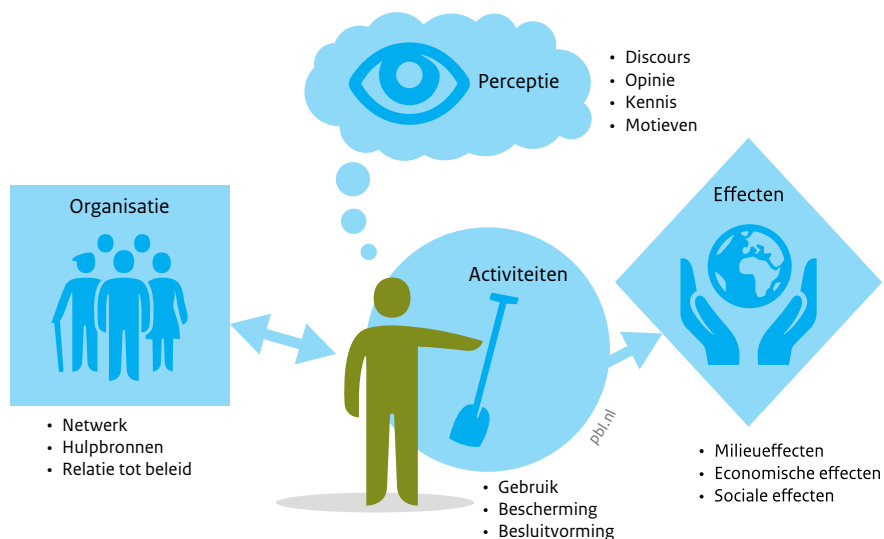 Perceptie
• Discours
• Opinie
• Kennis
• Motieven
Organisatie
• Netwerk
• Hulpbronnen
• Relatie tot beleid
Activiteiten
• Gebruik
• Bescherming
• Besluitvorming
Effecten
• Milieueffecten
• Economische effecten
• Sociale effecten
pbl.nl